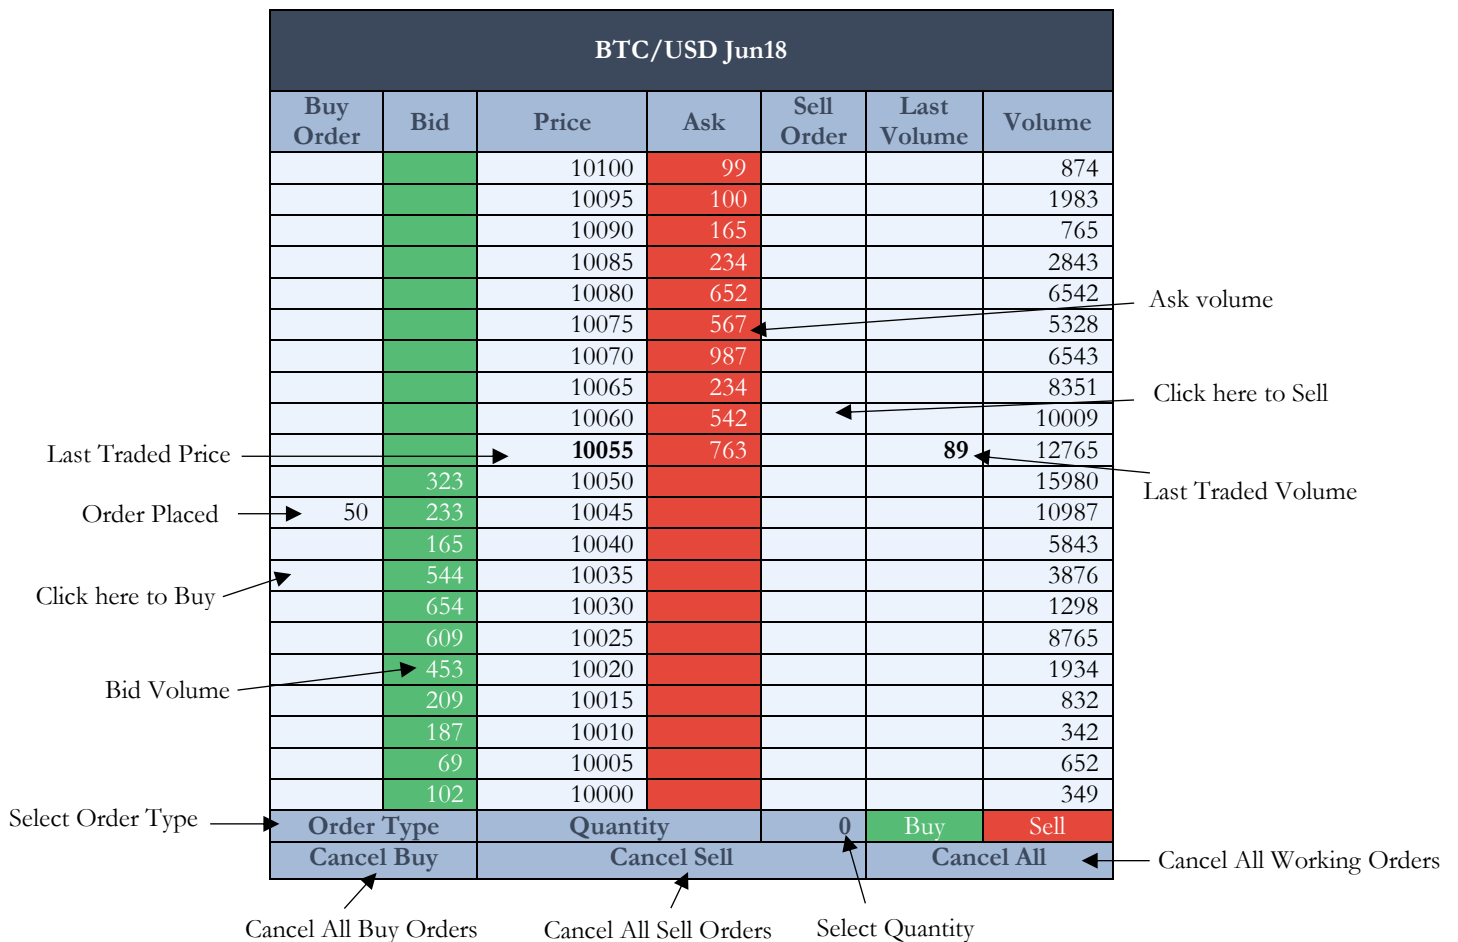 BTC/USD Jun18
Buy Order Bid Price Ask Sell Order Last Volume Volume
10100 99 874
10095 100 1983
10090 165 765
10085 234 2843
10080 652 6542
Ask volume
10075 567 5328
10070 987 6543
10065 234 8351
Click here to Sell
10060 542 10009
Last Traded Price 10055 763 89 12765
323 10050 15980
Last Traded Volume
Order Placed 50 233 10045 10987
165 10040 5843
544 10035 3876
Click here to Buy
654 10030 1298
609 10025 8765
453 10020 1934
Bid Volume
209 10015 832
187 10010 342
69 10005 652
102 10000 349
Select Order Type Order Type Quantity 0 Buy Sell
Cancel Buy Cancel Sell Cancel All Cancel All Working Orders
Cancel All Buy Orders Cancel All Sell Orders Select Quantity